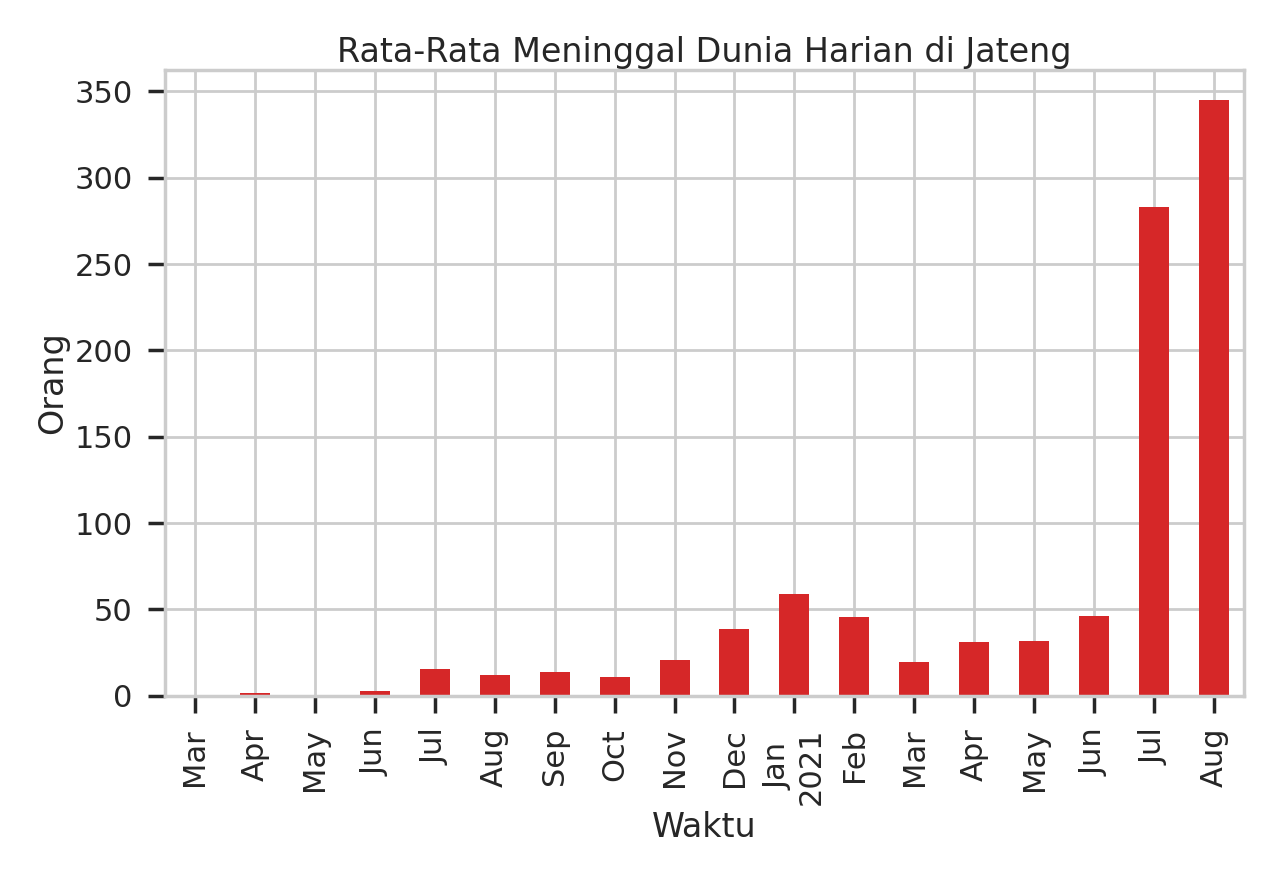 Rata-Rata Meninggal Dunia Harian di Jateng
350
300
250
200
150
100
50
0
Orang
Mar
Apr
May
Jun
Jul
Aug
Sep
Oct
Nov
Dec
Jan
2021
Feb
Mar
Apr
May
Jun
Jul
Aug
Waktu